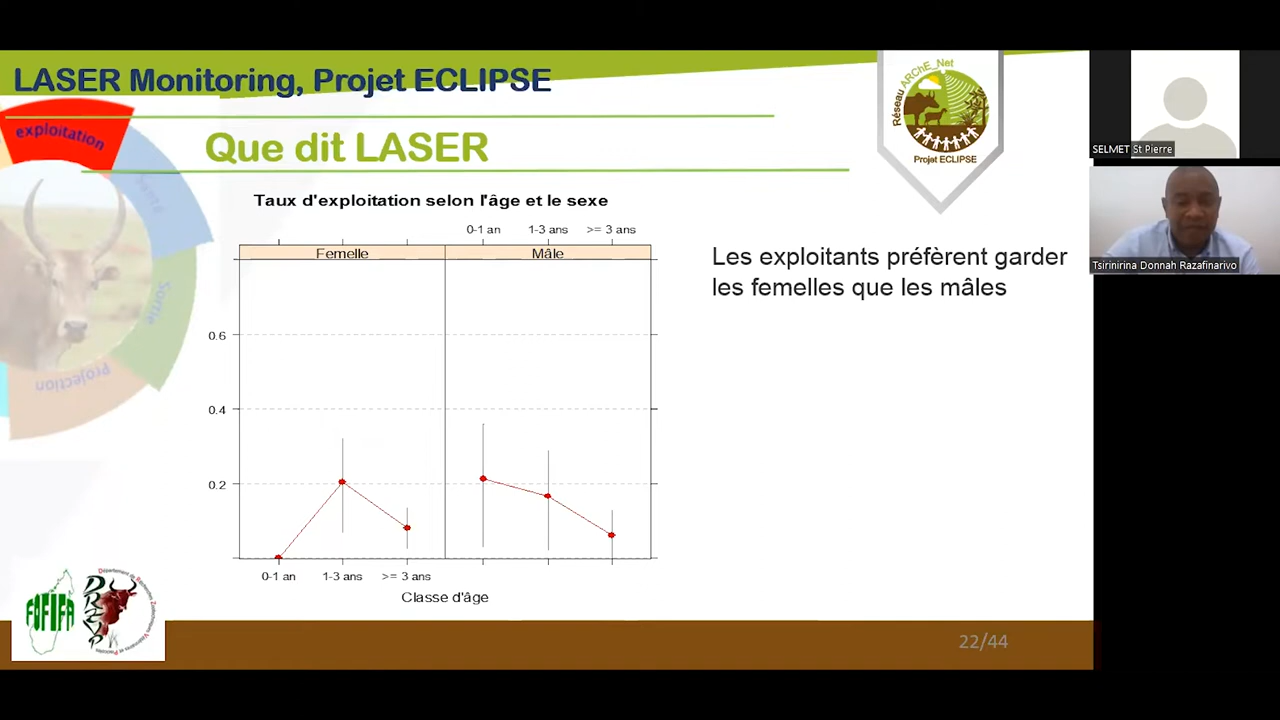 LASER Monitoring, Projet ECLIPSE
exploitation
Que dit LASER
Réseau ARChE_Net
Projet ECLIPSE
SELMET St Pierre
Tsirinirina Donnah Razafinarivo
Taux d'exploitation selon l'âge et le sexe
0-1 an 1-3 ans >= 3 ans
Femelle Mâle
Les exploitants préfèrent garder
les femelles que les mâles
Sortie
Projection
0.6
0.4
0.2
0-1 an 1-3 ans >= 3 ans
Classe d'âge
FOFIFA
DRZVP
22/44